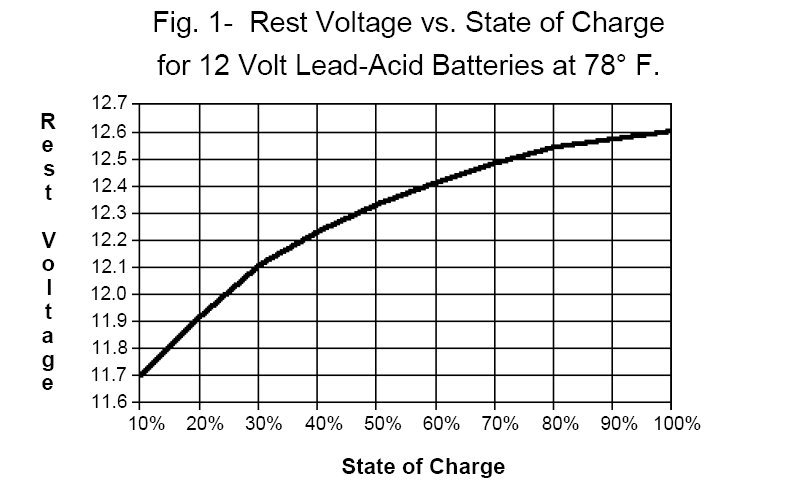 Fig. 1-  Rest Voltage vs. State of Charge
for 12 Volt Lead-Acid Batteries at 78° F.
Rest Voltage
12.7
12.6
12.5
12.4
12.3
12.2
12.1
12.0
11.9
11.8
11.7
11.6
10% 20% 30% 40% 50% 60% 70% 80% 90% 100%
State of Charge